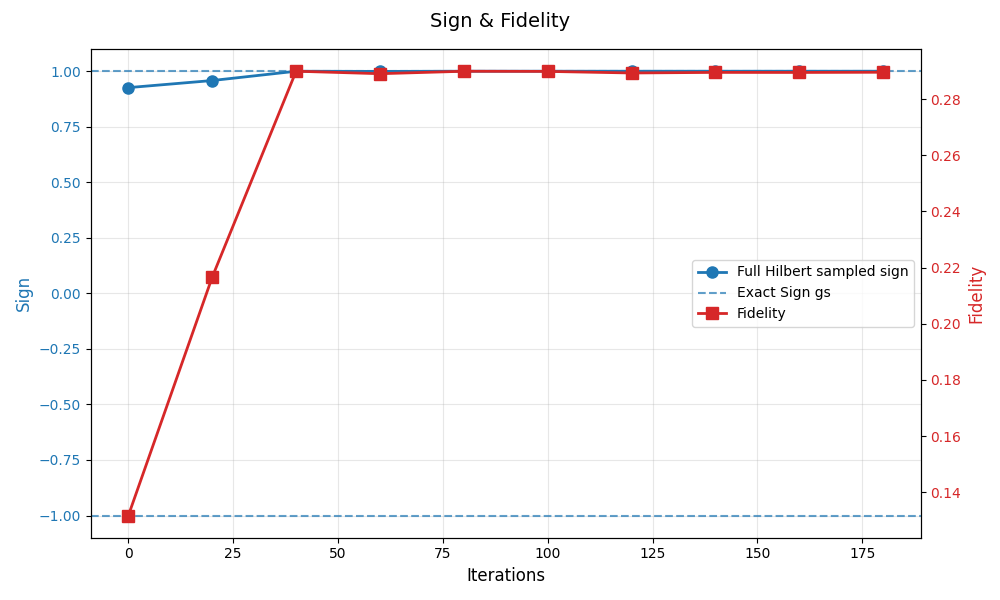 Sign & Fidelity
Sign
1.00
0.75
0.50
0.25
0.00
−0.25
−0.50
−0.75
−1.00
0.28
0.26
0.24
0.22
0.20
0.18
0.16
0.14
Fidelity
Full Hilbert sampled sign
Exact Sign gs
Fidelity
0 25 50 75 100 125 150 175
Iterations